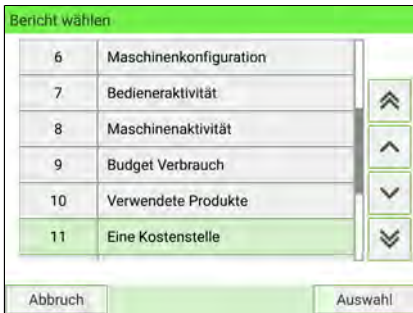 Bericht wählen
6 Maschinenkonfiguration
7 Bedieneraktivität
8 Maschinenaktivität
9 Budget Verbrauch
10 Verwendete Produkte
11 Eine Kostenstelle
Abbruch Auswahl